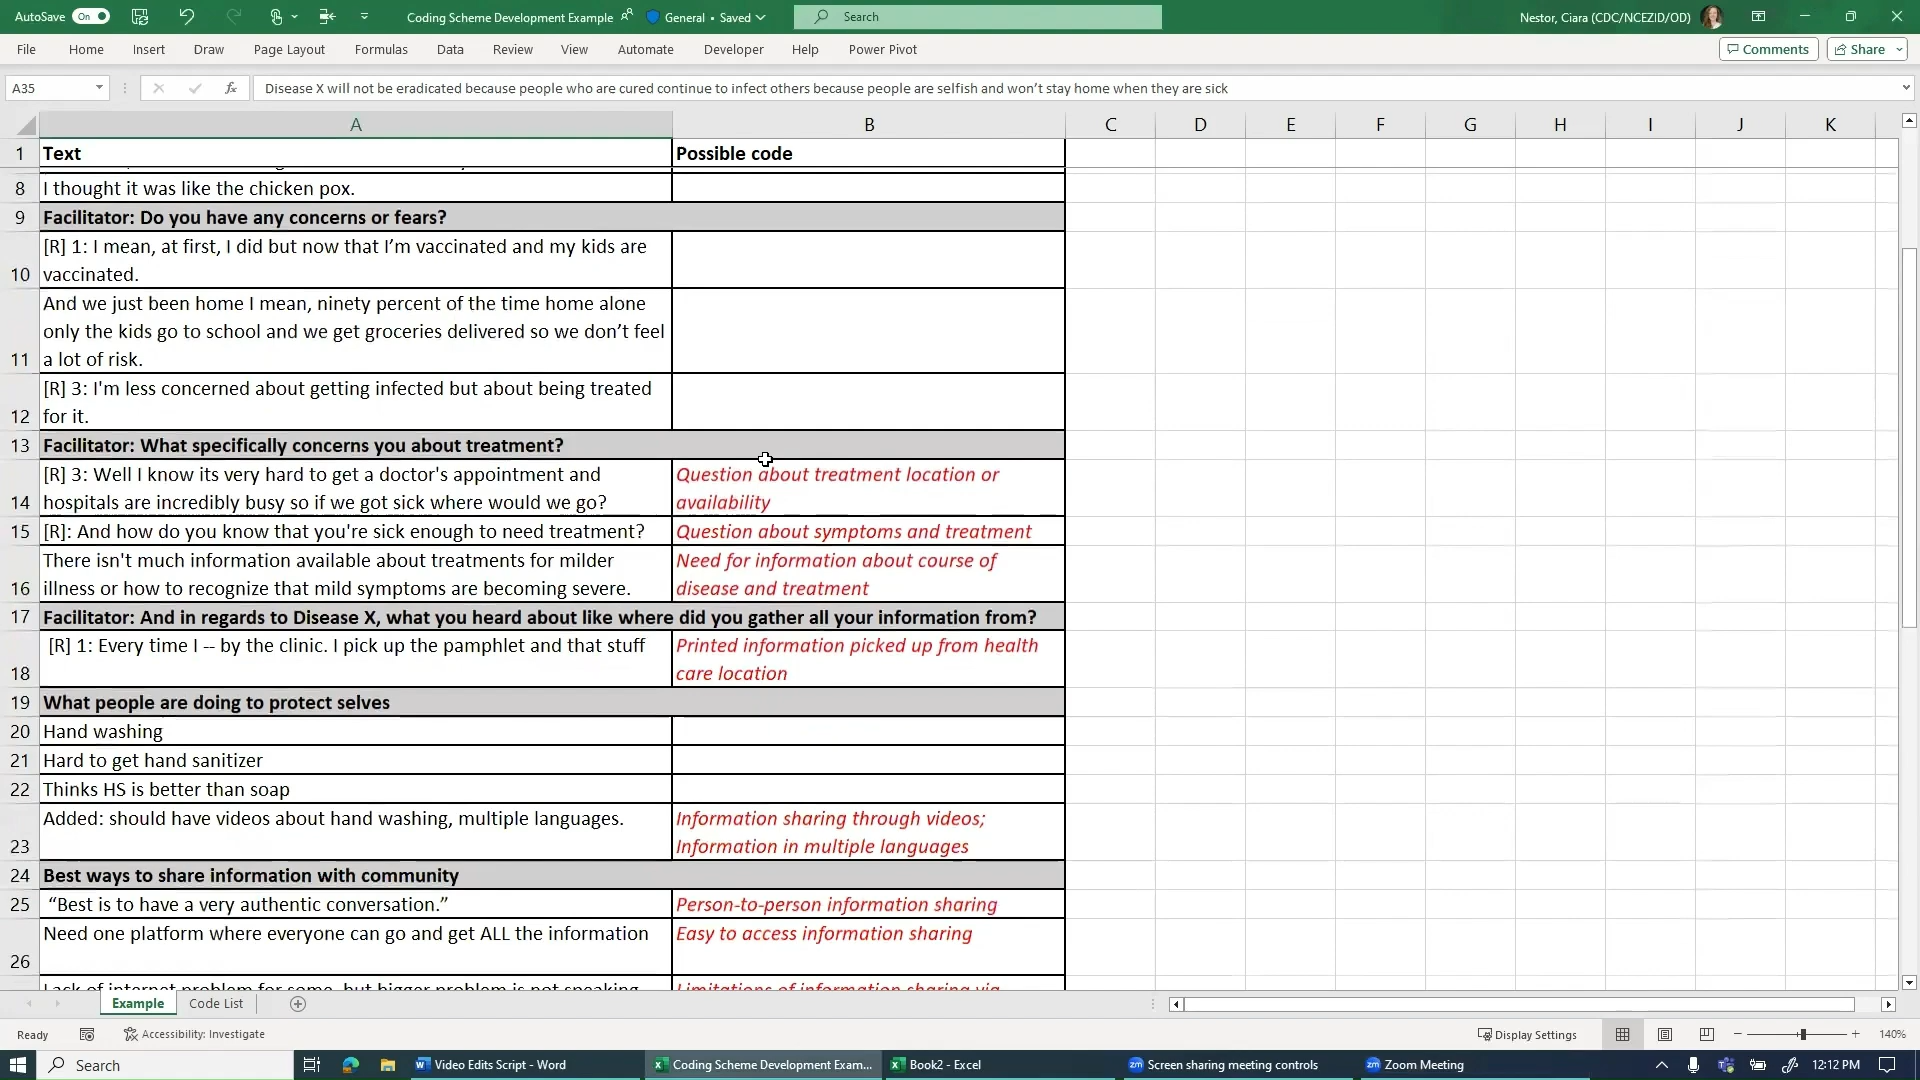 AutoSave On
Coding Scheme Development Example
General • Saved
Search
Nestor, Ciara (CDC/NCEZID/OD)
File Home Insert Draw Page Layout Formulas Data Review View Automate Developer Help Power Pivot
Comments Share
A35
fx
Disease X will not be eradicated because people who are cured continue to infect others because people are selfish and won’t stay home when they are sick
A B C D E F G H I J K
1 Text Possible code
8 I thought it was like the chicken pox.
9 Facilitator: Do you have any concerns or fears?
[R] 1: I mean, at first, I did but now that I’m vaccinated and my kids are
10 vaccinated.
And we just been home I mean, ninety percent of the time home alone
only the kids go to school and we get groceries delivered so we don’t feel
11 a lot of risk.
[R] 3: I'm less concerned about getting infected but about being treated
12 for it.
13 Facilitator: What specifically concerns you about treatment?
[R] 3: Well I know its very hard to get a doctor's appointment and Question about treatment location or
14 hospitals are incredibly busy so if we got sick where would we go? availability
15 [R]: And how do you know that you're sick enough to need treatment? Question about symptoms and treatment
There isn't much information available about treatments for milder Need for information about course of
16 illness or how to recognize that mild symptoms are becoming severe. disease and treatment
17 Facilitator: And in regards to Disease X, what you heard about like where did you gather all your information from?
[R] 1: Every time I -- by the clinic. I pick up the pamphlet and that stuff Printed information picked up from health
18 care location
19 What people are doing to protect selves
20 Hand washing
21 Hard to get hand sanitizer
22 Thinks HS is better than soap
Added: should have videos about hand washing, multiple languages. Information sharing through videos;
23 Information in multiple languages
24 Best ways to share information with community
25 “Best is to have a very authentic conversation.” Person-to-person information sharing
Need one platform where everyone can go and get ALL the information Easy to access information sharing
26
Lack of internet problem for some, but bigger problem is not speaking Limitations of information sharing via
Example Code List
Ready Accessibility: Investigate Display Settings 140%
Search Video Edits Script - Word Coding Scheme Development Exam... Book2 - Excel Screen sharing meeting controls Zoom Meeting 12:12 PM